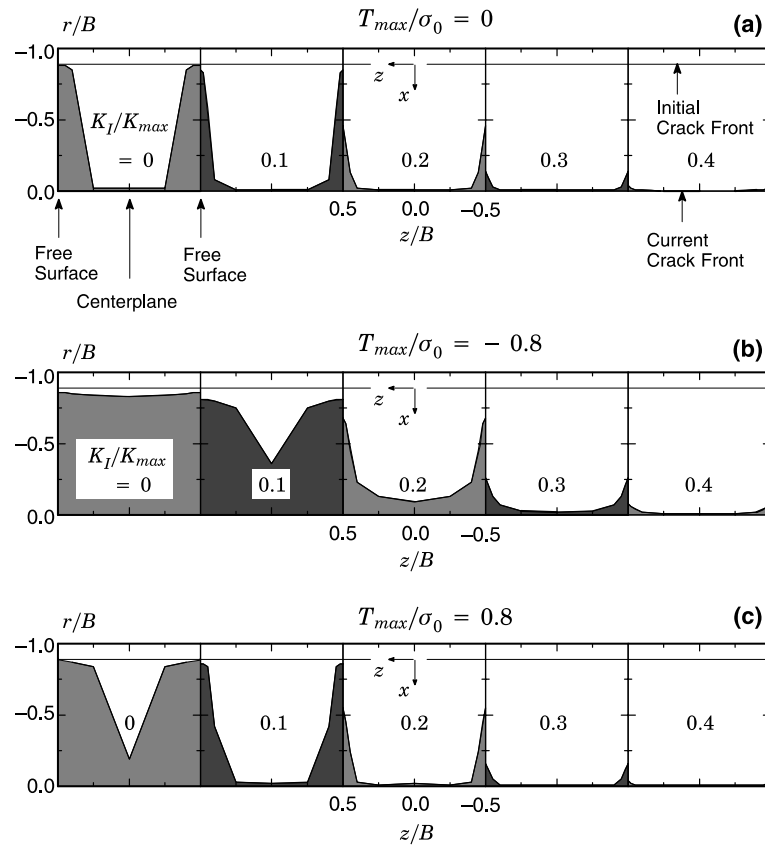 r/B
T_max/σ_0 = 0
(a)
−1.0
−0.5
0.0
K_I/K_max
= 0
0.1
0.2
0.3
0.4
z
x
Initial
Crack Front
0.5
0.0
−0.5
z/B
Free
Surface
Free
Surface
Centerplane
Current
Crack Front
r/B
T_max/σ_0 = − 0.8
(b)
−1.0
−0.5
0.0
z
x
K_I/K_max
= 0
0.1
0.2
0.3
0.4
0.5
0.0
−0.5
z/B
r/B
T_max/σ_0 = 0.8
(c)
−1.0
−0.5
0.0
z
x
0
0.1
0.2
0.3
0.4
0.5
0.0
−0.5
z/B